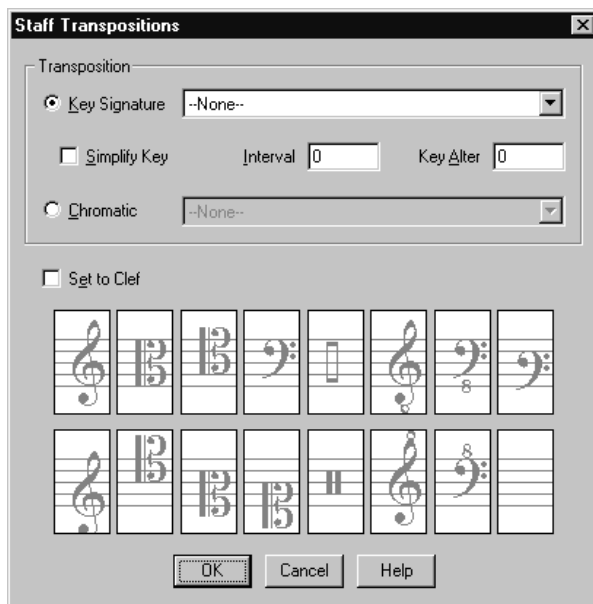 Staff Transpositions
Transposition
Key Signature --None--
Simplify Key Interval 0 Key Alter 0
Chromatic --None--
Set to Clef
8 8
8 8
OK Cancel Help